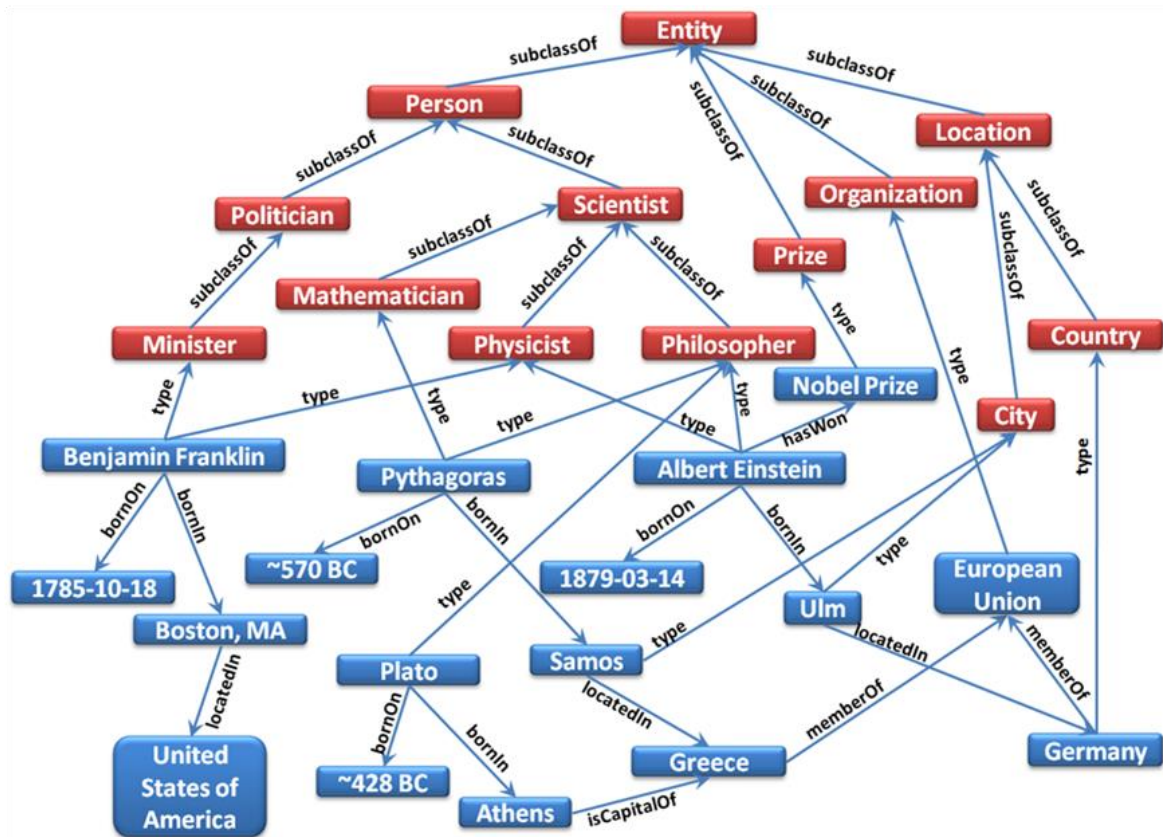 Entity
subclassOf
subclassOf
subclassOf
subclassOf
Person
Location
subclassOf
subclassOf
Organization
subclassOf
subclassOf
Politician
Scientist
Prize
subclassOf
subclassOf
subclassOf
subclassOf
Mathematician
type
Minister
Physicist
Philosopher
Country
Nobel Prize
type
type
type
type
type
type
type
hasWon
City
type
Benjamin Franklin
Pythagoras
Albert Einstein
bornOn
bornIn
bornOn
bornIn
bornOn
bornIn
type
1785-10-18
~570 BC
1879-03-14
European
Union
Ulm
Boston, MA
type
type
locatedIn
memberOf
Plato
Samos
locatedIn
locatedIn
memberOf
bornOn
bornIn
United
States of
America
~428 BC
Greece
Germany
Athens
isCapitalOf